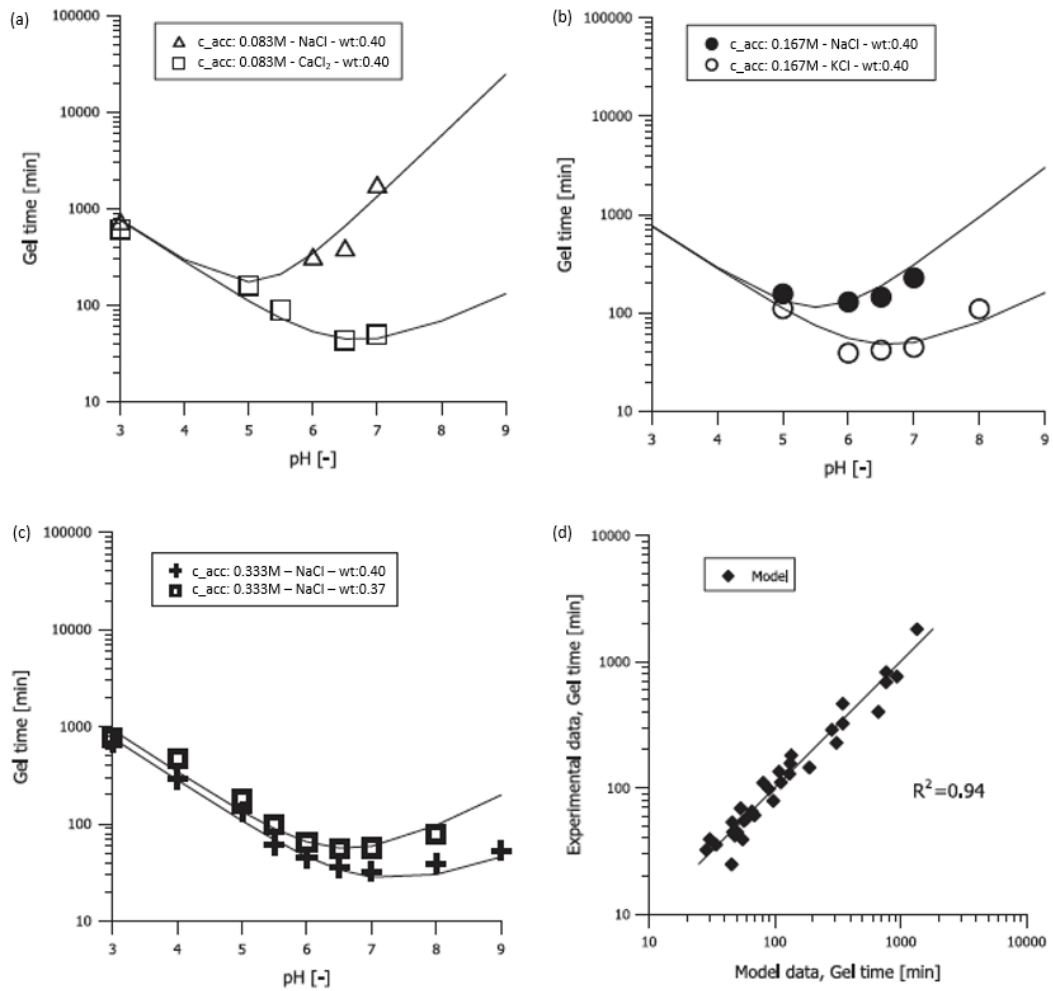 (a)
100000
10000
1000
100
10
Gel time [min]
c_acc: 0.083M - NaCl - wt:0.40
c_acc: 0.083M - CaCl₂ - wt:0.40
3 4 5 6 7 8 9
pH [-]
(b)
100000
10000
1000
100
10
Gel time [min]
c_acc: 0.167M - NaCl - wt:0.40
c_acc: 0.167M - KCl - wt:0.40
3 4 5 6 7 8 9
pH [-]
(c)
100000
10000
1000
100
10
Gel time [min]
c_acc: 0.333M – NaCl – wt:0.40
c_acc: 0.333M – NaCl – wt:0.37
3 4 5 6 7 8 9
pH [-]
(d)
10000
1000
100
10
Experimental data, Gel time [min]
Model
R²=0.94
10 100 1000 10000
Model data, Gel time [min]